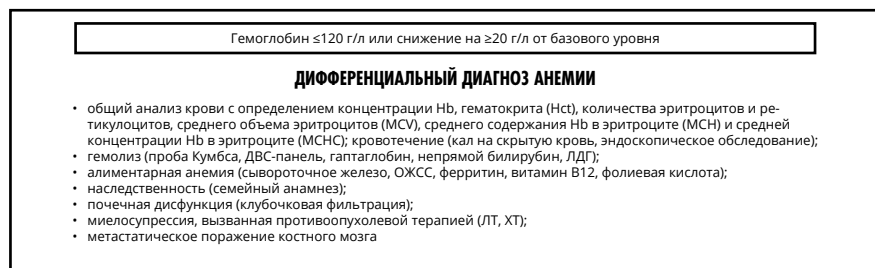 Гемоглобин ≤120 г/л или снижение на ≥20 г/л от базового уровня
ДИФФЕРЕНЦИАЛЬНЫЙ ДИАГНОЗ АНЕМИИ
• общий анализ крови с определением концентрации Hb, гематокрита (Hct), количества эритроцитов и ре-
тикулоцитов, среднего объема эритроцитов (MCV), среднего содержания Hb в эритроците (MCH) и средней
концентрации Hb в эритроците (MCHC); кровотечение (кал на скрытую кровь, эндоскопическое обследование);
• гемолиз (проба Кумбса, ДВС-панель, гаптаглобин, непрямой билирубин, ЛДГ);
• алиментарная анемия (сывороточное железо, ОЖСС, ферритин, витамин B12, фолиевая кислота);
• наследственность (семейный анамнез);
• почечная дисфункция (клубочковая фильтрация);
• миелосупрессия, вызванная противоопухолевой терапией (ЛТ, ХТ);
• метастатическое поражение костного мозга